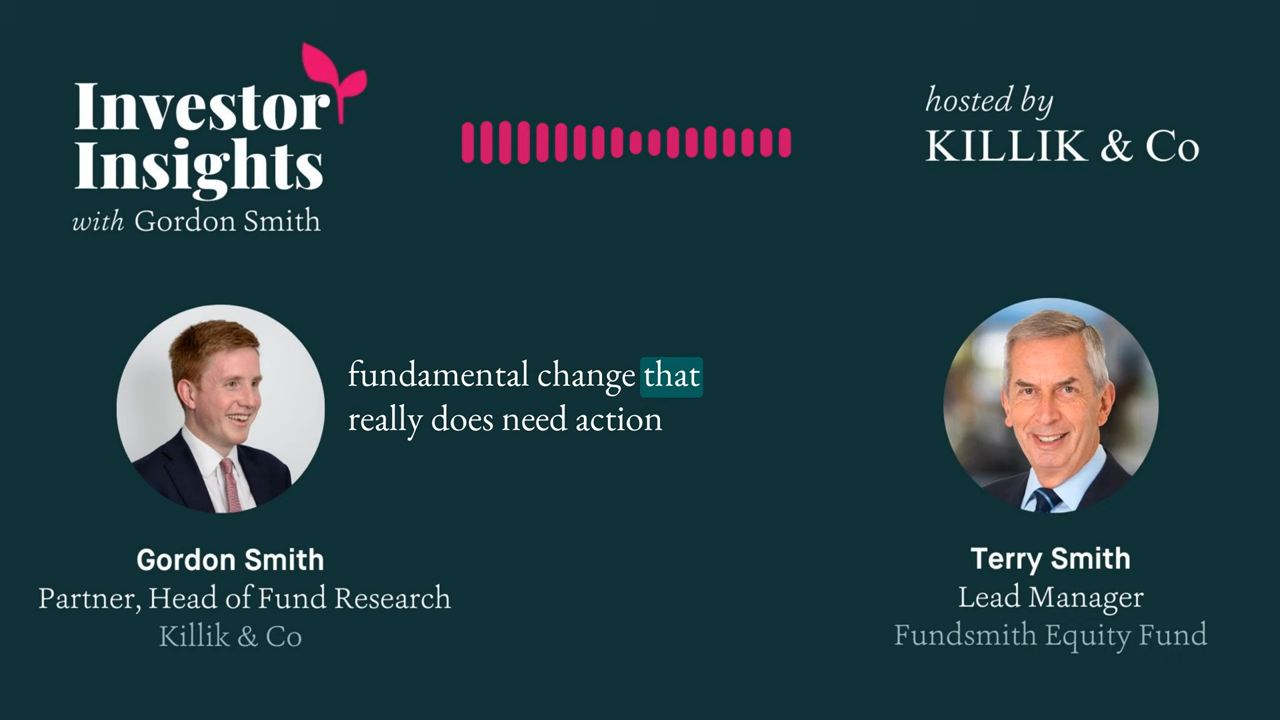 Investor
Insights
with Gordon Smith
hosted by
KILLIK & Co
fundamental change that
really does need action
Gordon Smith
Partner, Head of Fund Research
Killik & Co
Terry Smith
Lead Manager
Fundsmith Equity Fund